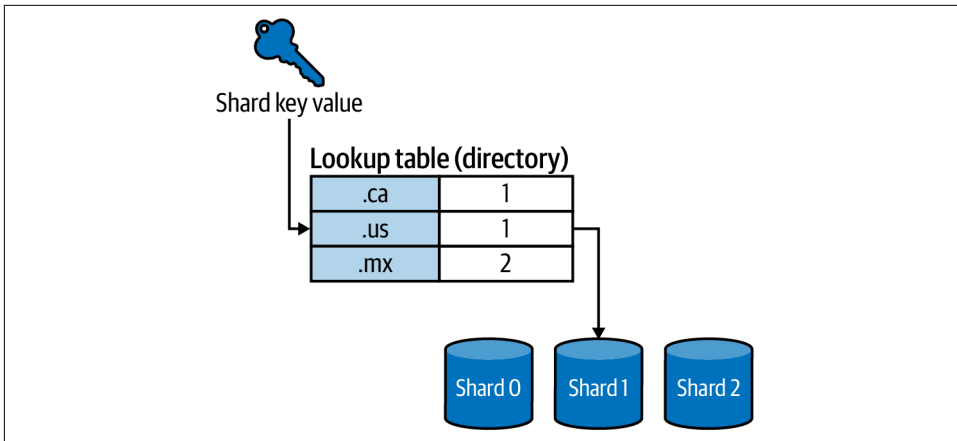 Shard key value
Lookup table (directory)
.ca 1
.us 1
.mx 2
Shard 0 Shard 1 Shard 2